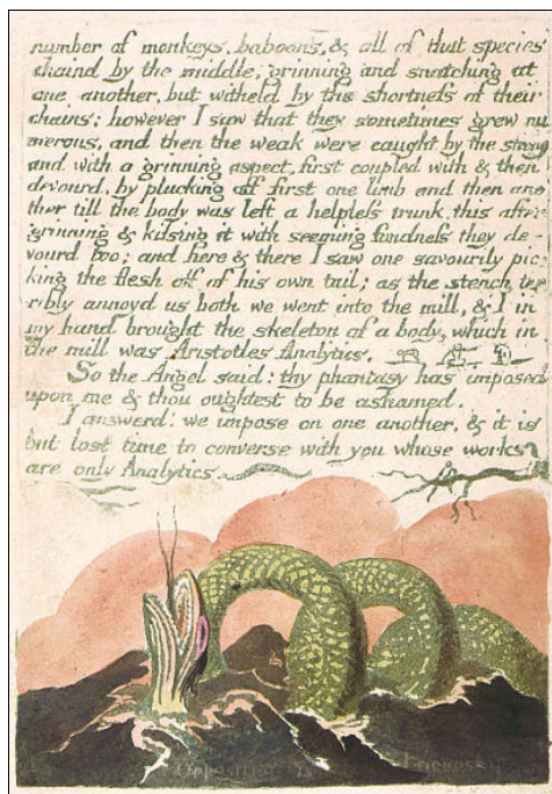 number of monkeys, baboons, & all of that species
chaind by the middle, grinning and snatching at
one another, but witheld by the shortness of their
chains: however I saw that they sometimes grew nu
merous, and then the weak were caught by the strong
and with a grinning aspect, first coupled with & then
devourd, by plucking off first one limb and then ano
ther till the body was left a helpless trunk. this after
grinning & kissing it with seeming fondness they de-
vourd too; and here & there I saw one savourily pic-
king the flesh off of his own tail; as the stench ter
ribly annoyd us both we went into the mill, & I in
my hand brought the skeleton of a body, which in
the mill was Aristotles Analytics.
So the Angel said: thy phantasy has imposed
upon me & thou oughtest to be ashamed.
I answerd: we impose on one another, & it is
but lost time to converse with you whose works
are only Analytics.
Opposition is Friendship